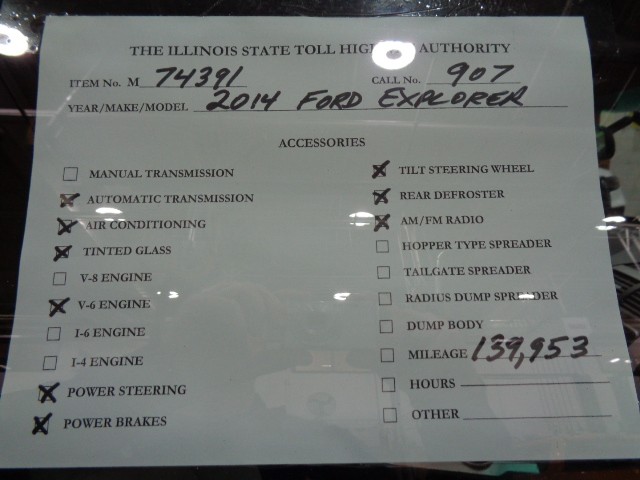 THE ILLINOIS STATE TOLL HIGH AUTHORITY
ITEM No. M 74391 CALL No. 907
YEAR/MAKE/MODEL 2014 FORD EXPLORER
ACCESSORIES
MANUAL TRANSMISSION
AUTOMATIC TRANSMISSION
AIR CONDITIONING
TINTED GLASS
V-8 ENGINE
V-6 ENGINE
I-6 ENGINE
I-4 ENGINE
POWER STEERING
POWER BRAKES
TILT STEERING WHEEL
REAR DEFROSTER
AM/FM RADIO
HOPPER TYPE SPREADER
TAILGATE SPREADER
RADIUS DUMP SPREADER
DUMP BODY
MILEAGE 139,953
HOURS
OTHER